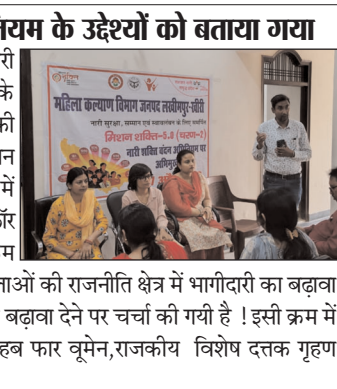 नियम के उद्देश्यों को बताया गया
री
के
की
न
में
ॉर
म
महिला कल्याण विभाग जनपद लखीमपुर-खीरी
नारी सुरक्षा, सम्मान एवं स्वावलंबन के लिए समर्पित
मिशन शक्ति-5.0 (चरण-2)
नारी शक्ति वंदन अधिनियम पर
ाओं की राजनीति क्षेत्र में भागीदारी का बढ़ावा
बढ़ावा देने पर चर्चा की गयी है ! इसी क्रम में
हब फार वूमेन,राजकीय विशेष दत्तक गृहण